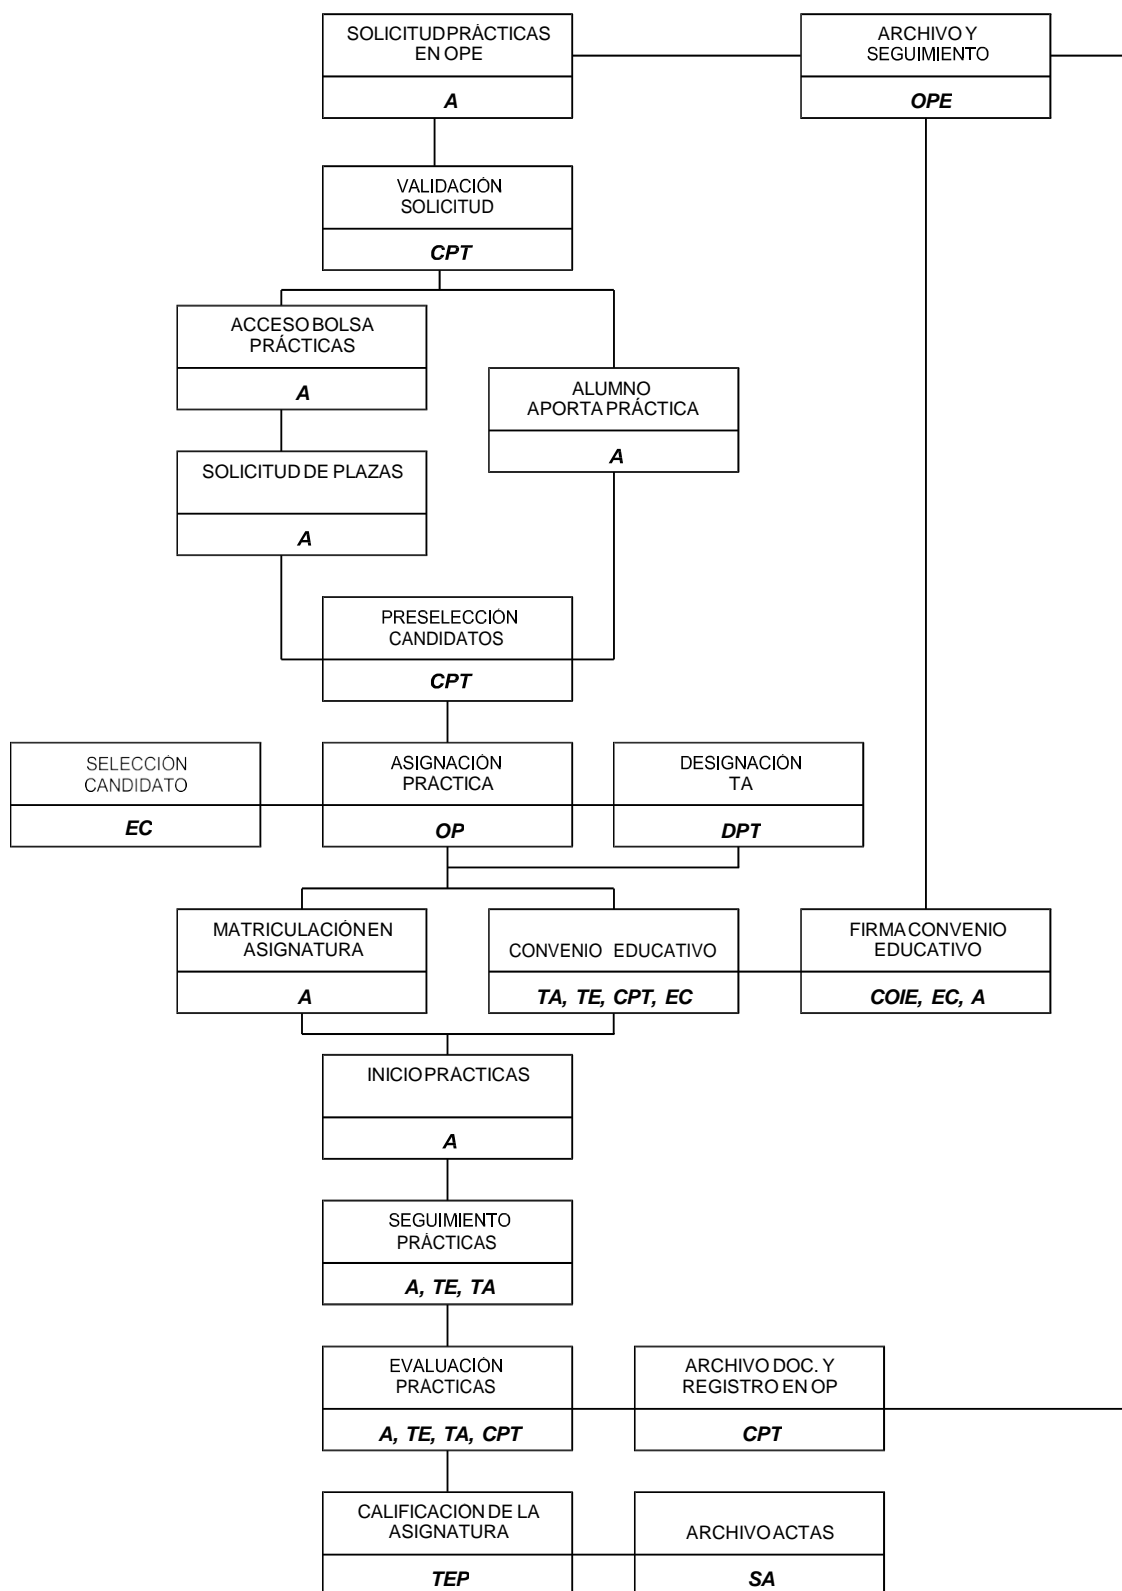 SOLICITUD PRÁCTICAS
EN OPE
A
ARCHIVO Y
SEGUIMIENTO
OPE
VALIDACIÓN
SOLICITUD
CPT
ACCESO BOLSA
PRÁCTICAS
A
ALUMNO
APORTA PRÁCTICA
A
SOLICITUD DE PLAZAS
A
PRESELECCIÓN
CANDIDATOS
CPT
SELECCIÓN
CANDIDATO
EC
ASIGNACIÓN
PRACTICA
OP
DESIGNACIÓN
TA
DPT
MATRICULACIÓN EN
ASIGNATURA
A
CONVENIO EDUCATIVO
TA, TE, CPT, EC
FIRMA CONVENIO
EDUCATIVO
COIE, EC, A
INICIO PRACTICAS
A
SEGUIMIENTO
PRÁCTICAS
A, TE, TA
EVALUACIÓN
PRACTICAS
A, TE, TA, CPT
ARCHIVO DOC. Y
REGISTRO EN OP
CPT
CALIFICACION DE LA
ASIGNATURA
TEP
ARCHIVO ACTAS
SA